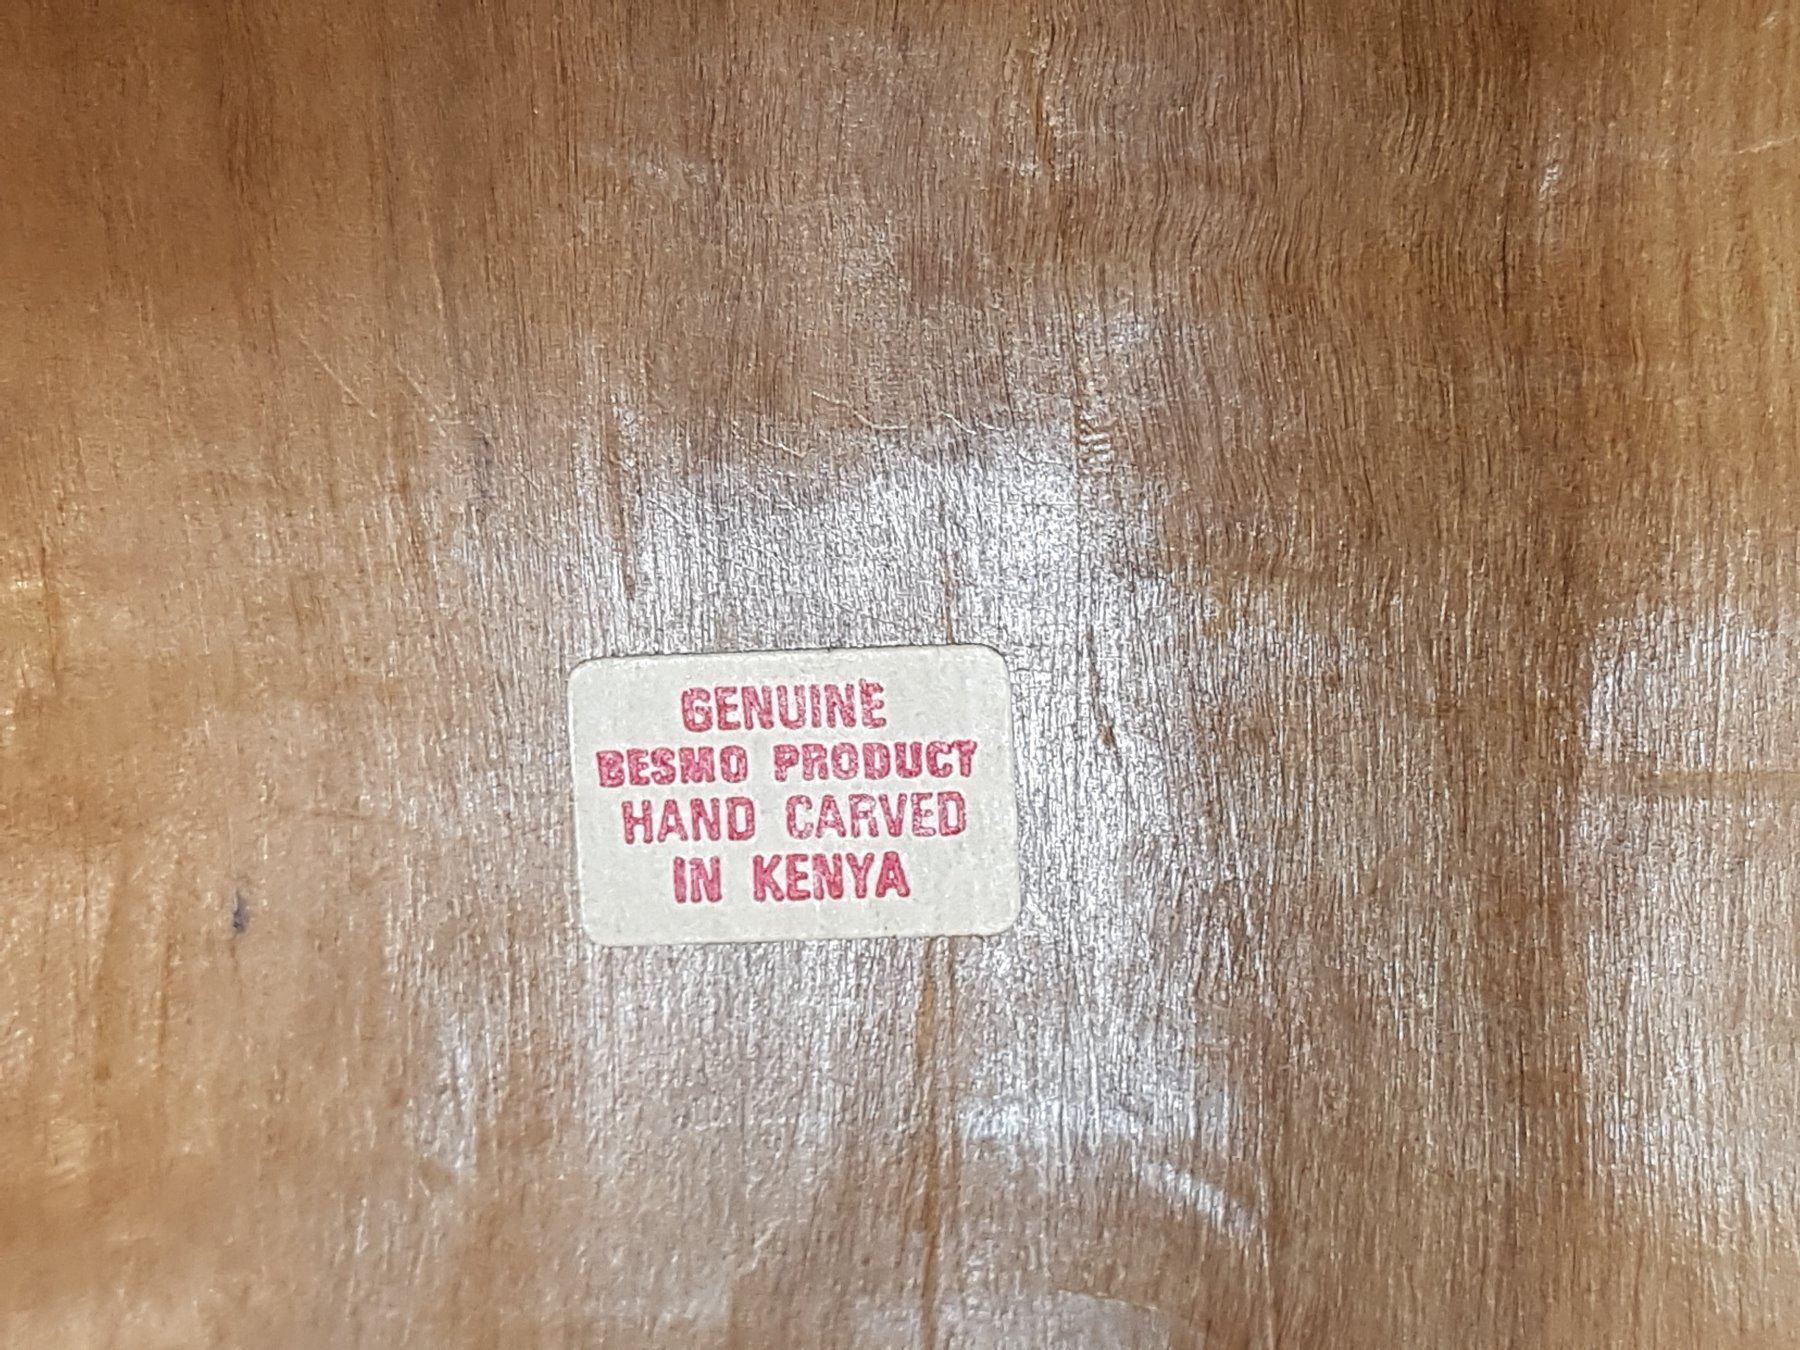 GENUINE
BESMO PRODUCT
HAND CARVED
IN KENYA